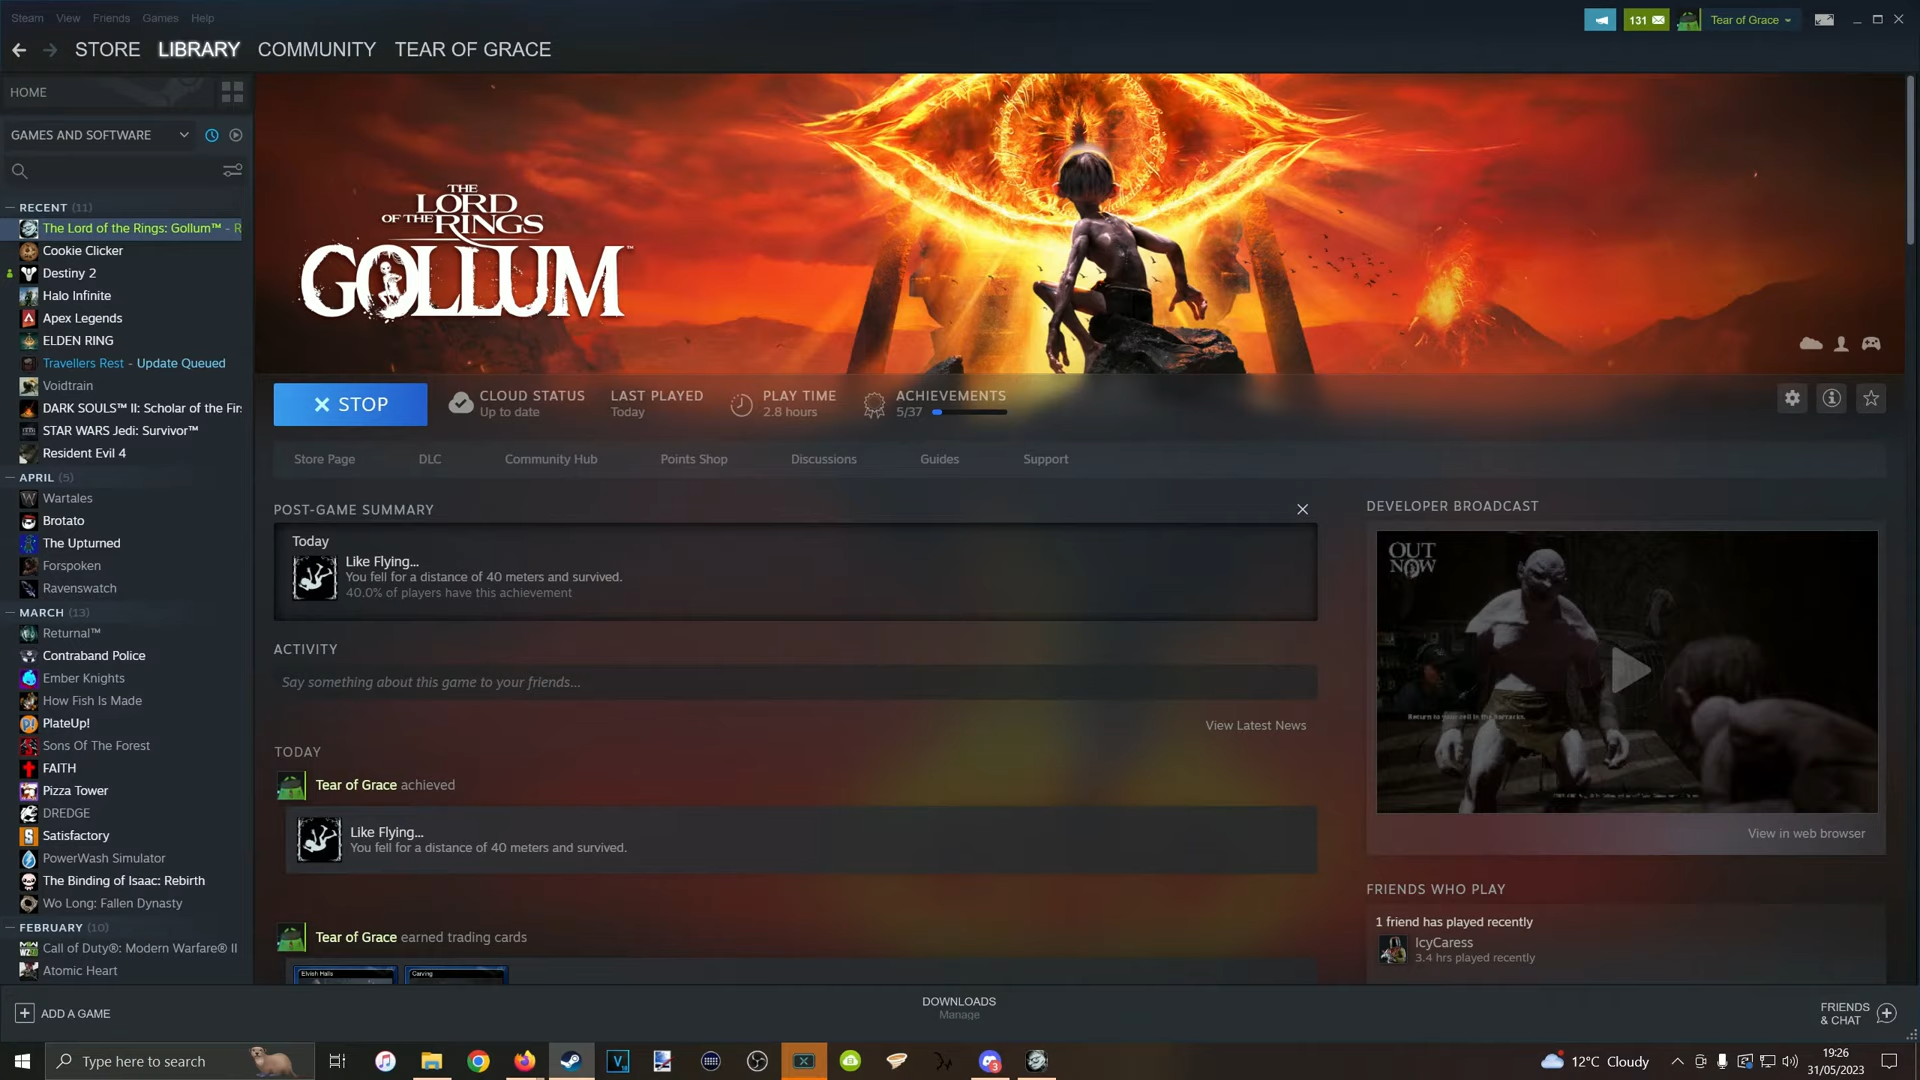 Steam View Friends Games Help
131
Tear of Grace
STORE LIBRARY COMMUNITY TEAR OF GRACE
HOME
GAMES AND SOFTWARE
RECENT (11)
The Lord of the Rings: Gollum™ - R
Cookie Clicker
Destiny 2
Halo Infinite
Apex Legends
ELDEN RING
Travellers Rest - Update Queued
Voidtrain
DARK SOULS™ II: Scholar of the Firs
STAR WARS Jedi: Survivor™
Resident Evil 4
APRIL (5)
Wartales
Brotato
The Upturned
Forspoken
Ravenswatch
MARCH (13)
Returnal™
Contraband Police
Ember Knights
How Fish Is Made
PlateUp!
Sons Of The Forest
FAITH
Pizza Tower
DREDGE
Satisfactory
PowerWash Simulator
The Binding of Isaac: Rebirth
Wo Long: Fallen Dynasty
FEBRUARY (10)
Call of Duty®: Modern Warfare® II
Atomic Heart
ADD A GAME
THE
LORD
OF THE RINGS
GOLLUM™
STOP
CLOUD STATUS
Up to date
LAST PLAYED
Today
PLAY TIME
2.8 hours
ACHIEVEMENTS
5/37
Store Page DLC Community Hub Points Shop Discussions Guides Support
POST-GAME SUMMARY
Today
Like Flying...
You fell for a distance of 40 meters and survived.
40.0% of players have this achievement
ACTIVITY
Say something about this game to your friends...
View Latest News
TODAY
Tear of Grace achieved
Like Flying...
You fell for a distance of 40 meters and survived.
Tear of Grace earned trading cards
Elvish Halls
Carving
DEVELOPER BROADCAST
OUT
NOW
Return to your cell in the barracks.
View in web browser
FRIENDS WHO PLAY
1 friend has played recently
IcyCaress
3.4 hrs played recently
DOWNLOADS
Manage
FRIENDS
& CHAT
Type here to search
12°C Cloudy
19:26
31/05/2023